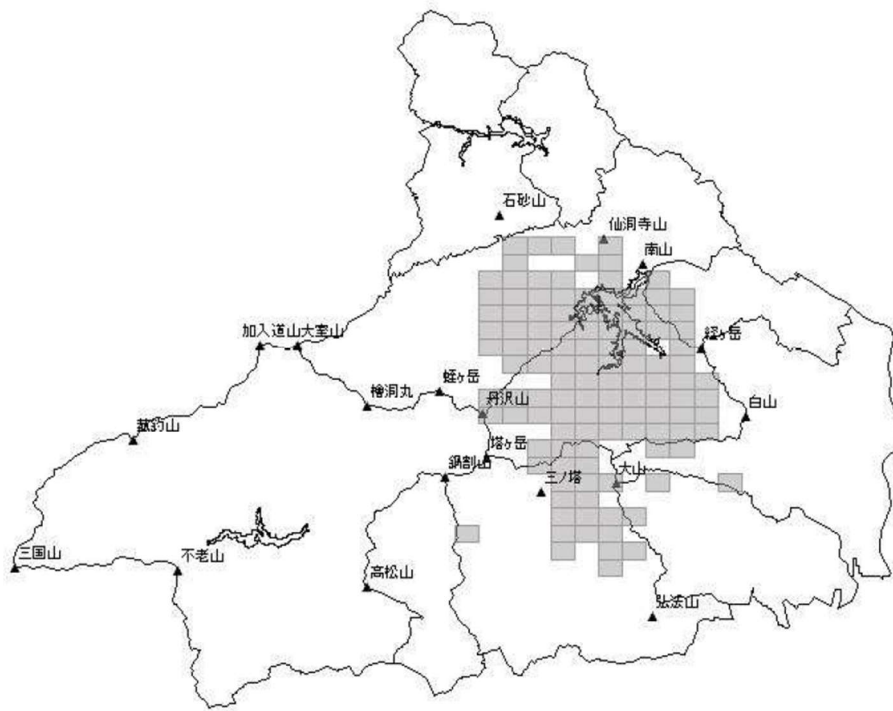 石砂山
仙洞寺山
南山
加入道山大室山
経ヶ岳
蛭ヶ岳
檜洞丸
丹沢山
白山
菰釣山
塔ヶ岳
鍋割山
大山
三ノ塔
三国山
不老山
高松山
弘法山